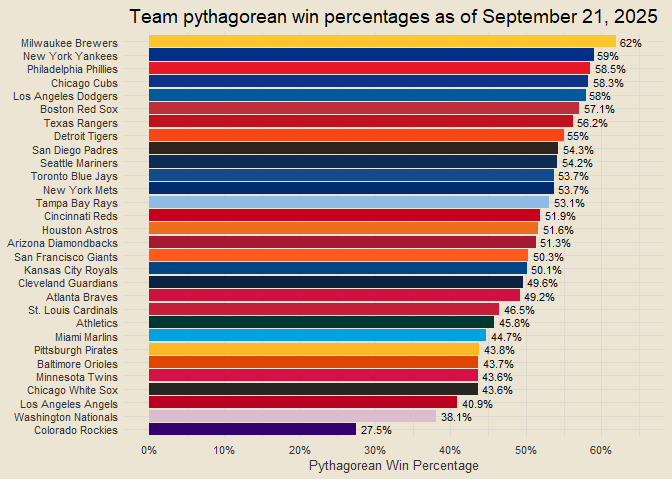 Team pythagorean win percentages as of September 21, 2025
Milwaukee Brewers 62%
New York Yankees 59%
Philadelphia Phillies 58.5%
Chicago Cubs 58.3%
Los Angeles Dodgers 58%
Boston Red Sox 57.1%
Texas Rangers 56.2%
Detroit Tigers 55%
San Diego Padres 54.3%
Seattle Mariners 54.2%
Toronto Blue Jays 53.7%
New York Mets 53.7%
Tampa Bay Rays 53.1%
Cincinnati Reds 51.9%
Houston Astros 51.6%
Arizona Diamondbacks 51.3%
San Francisco Giants 50.3%
Kansas City Royals 50.1%
Cleveland Guardians 49.6%
Atlanta Braves 49.2%
St. Louis Cardinals 46.5%
Athletics 45.8%
Miami Marlins 44.7%
Pittsburgh Pirates 43.8%
Baltimore Orioles 43.7%
Minnesota Twins 43.6%
Chicago White Sox 43.6%
Los Angeles Angels 40.9%
Washington Nationals 38.1%
Colorado Rockies 27.5%
0% 10% 20% 30% 40% 50% 60%
Pythagorean Win Percentage